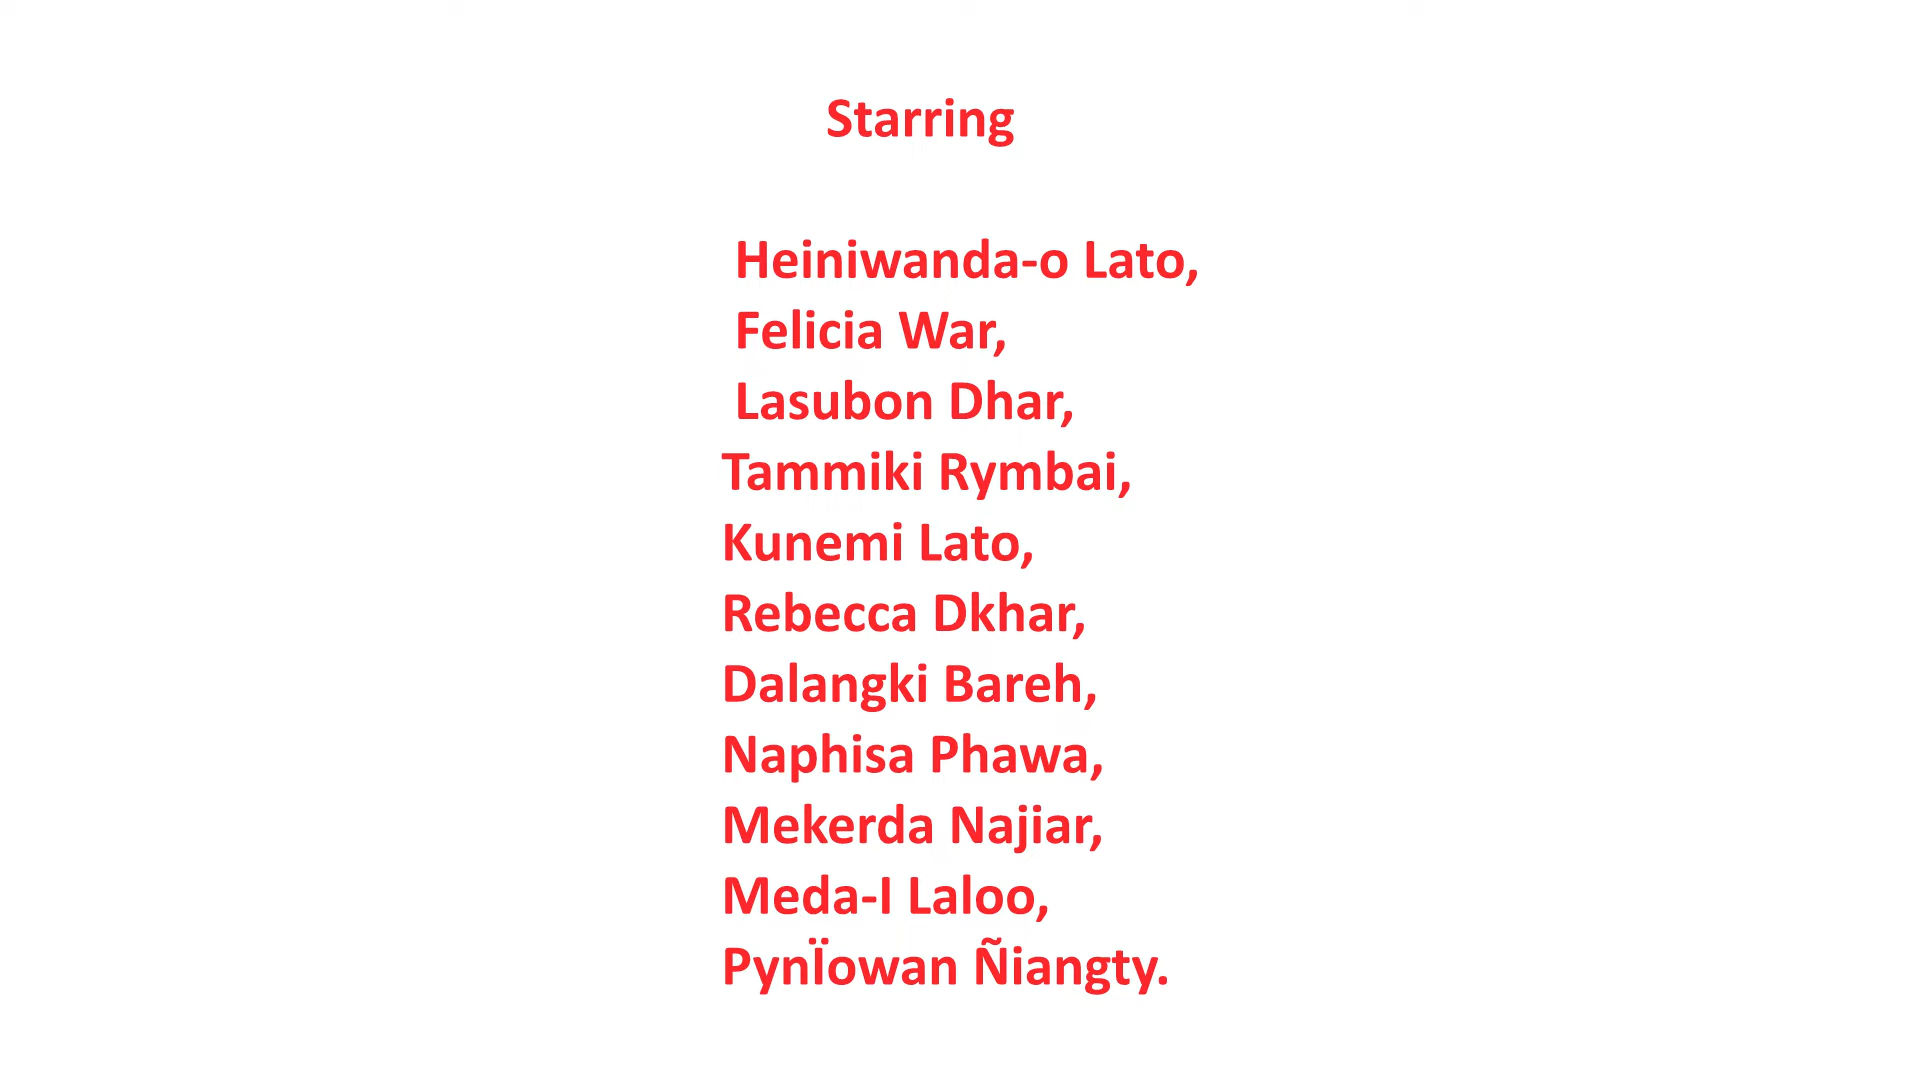 Starring
Heiniwanda-o Lato,
Felicia War,
Lasubon Dhar,
Tammiki Rymbai,
Kunemi Lato,
Rebecca Dkhar,
Dalangki Bareh,
Naphisa Phawa,
Mekerda Najiar,
Meda-I Laloo,
PynÏowan Ñiangty.